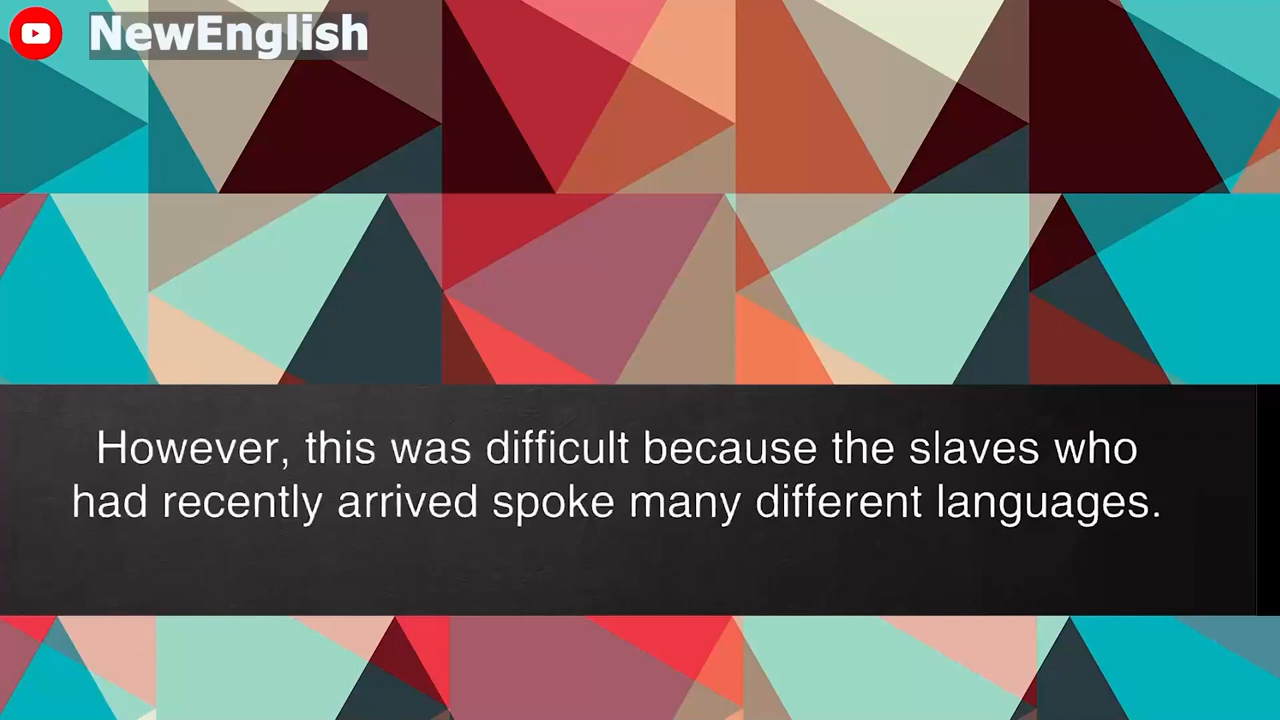 NewEnglish
However, this was difficult because the slaves who
had recently arrived spoke many different languages.